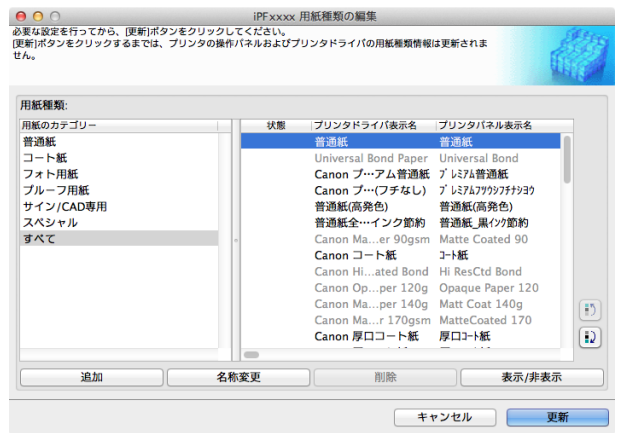 iPFxxxx 用紙種類の編集
必要な設定を行ってから、[更新]ボタンをクリックしてください。
[更新]ボタンをクリックするまでは、プリンタの操作パネルおよびプリンタドライバの用紙種類情報は更新されま
せん。
用紙種類:
用紙のカテゴリー
普通紙
コート紙
フォト用紙
プルーフ用紙
サイン/CAD専用
スペシャル
すべて
状態 プリンタドライバ表示名 プリンタパネル表示名
普通紙 普通紙
Universal Bond Paper Universal Bond
Canon プ…アム普通紙 プレミアム普通紙
Canon プ…(フチなし) プレミアムフツウシフチナシヨウ
普通紙(高発色) 普通紙(高発色)
普通紙全…インク節約 普通紙_黒インク節約
Canon Ma...er 90gsm Matte Coated 90
Canon コート紙 コート紙
Canon Hi...ated Bond Hi ResCtd Bond
Canon Op...per 120g Opaque Paper 120
Canon Ma...per 140g Matt Coat 140g
Canon Ma...r 170gsm MatteCoated 170
Canon 厚口コート紙 厚口コート紙
追加 名称変更 削除 表示/非表示
キャンセル 更新